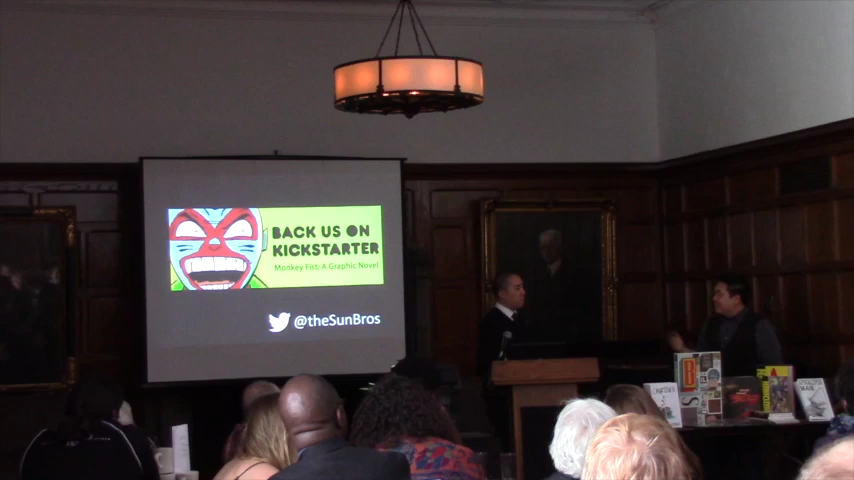 BACK US ON
KICKSTARTER
Monkey Fist: A Graphic Novel
@theSunBros